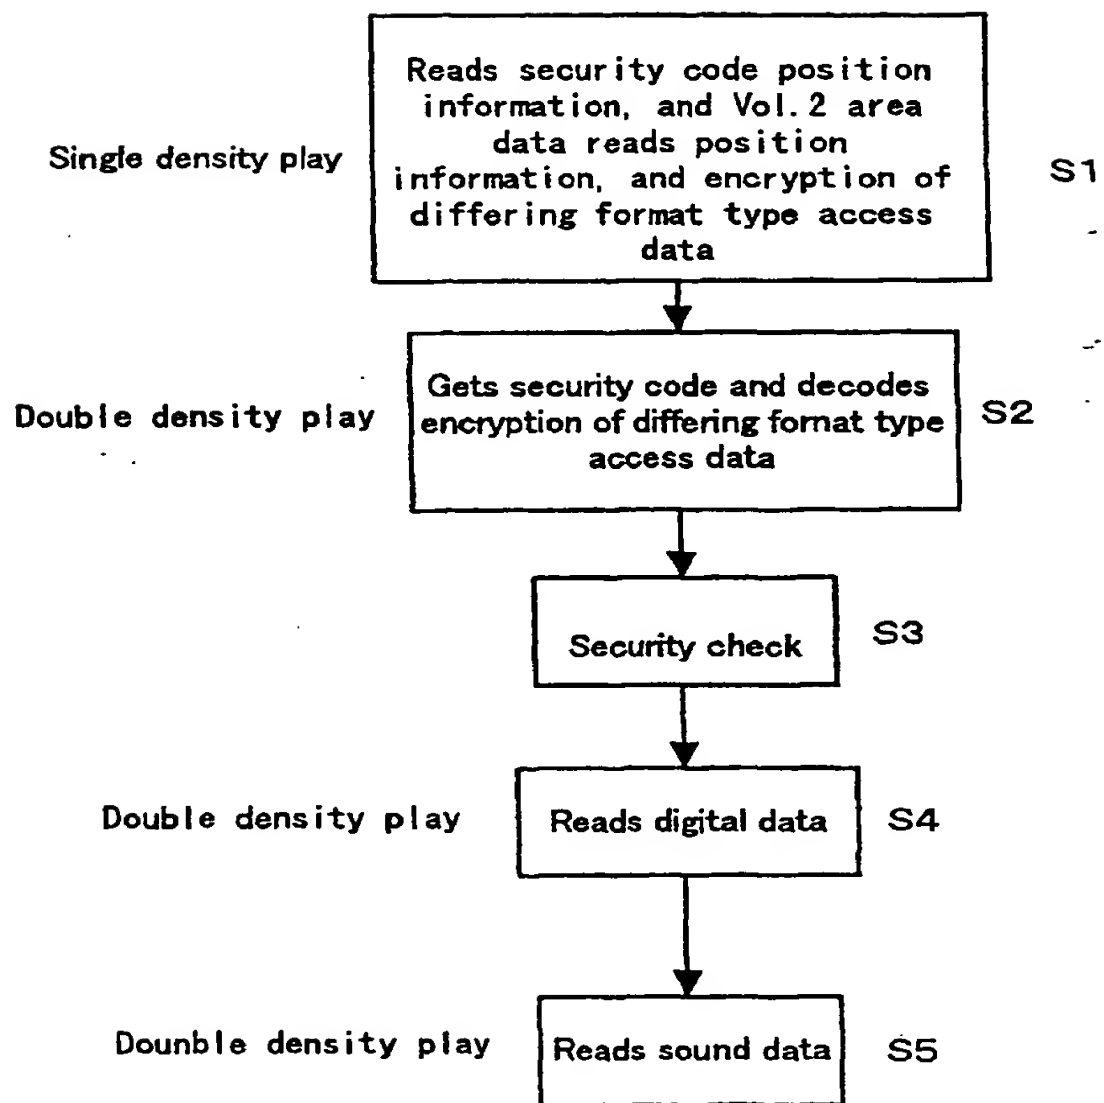 Reads security code position
information, and Vol.2 area
data reads position
information, and encryption of
differing format type access
data
Single density play
S1
Gets security code and decodes
encryption of differing fomat type
access data
Double density play
S2
Security check
S3
Double density play
Reads digital data
S4
Dounble density play
Reads sound data
S5